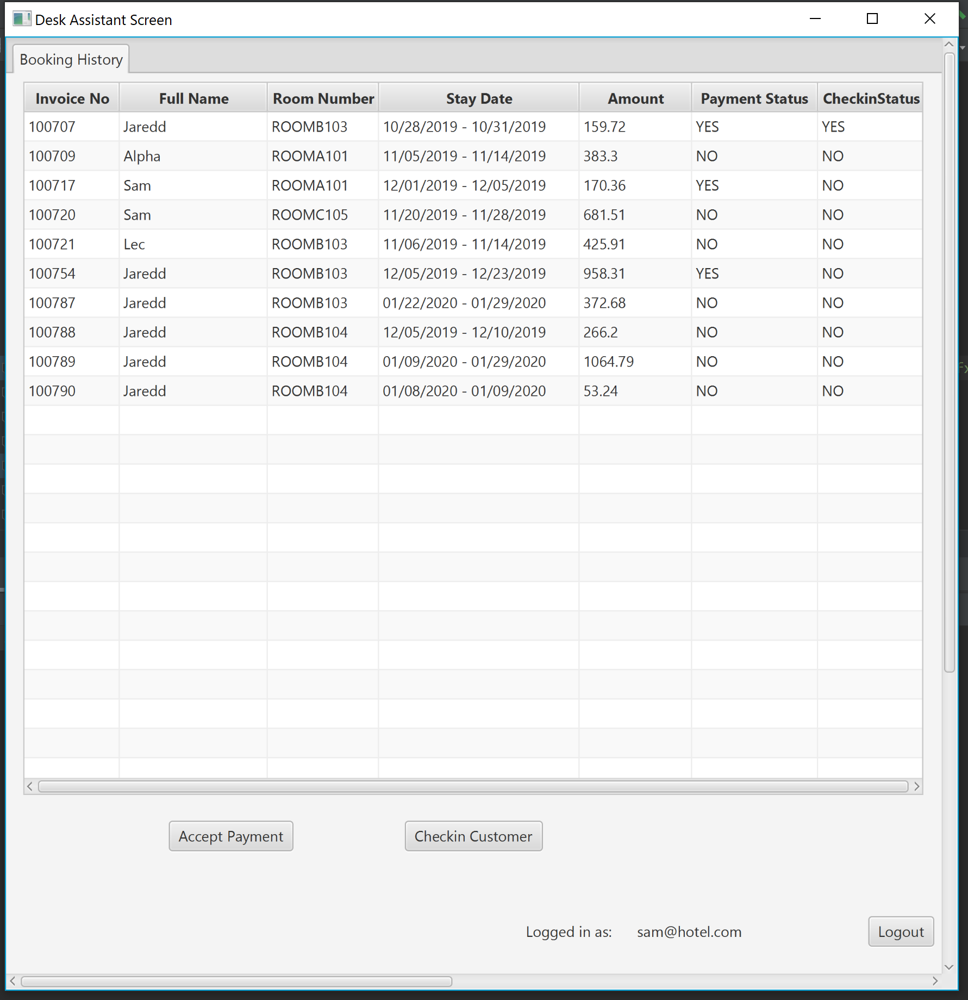 Desk Assistant Screen
Booking History
Invoice No Full Name Room Number Stay Date Amount Payment Status CheckinStatus
100707 Jaredd ROOMB103 10/28/2019 - 10/31/2019 159.72 YES YES
100709 Alpha ROOMA101 11/05/2019 - 11/14/2019 383.3 NO NO
100717 Sam ROOMA101 12/01/2019 - 12/05/2019 170.36 YES NO
100720 Sam ROOMC105 11/20/2019 - 11/28/2019 681.51 NO NO
100721 Lec ROOMB103 11/06/2019 - 11/14/2019 425.91 NO NO
100754 Jaredd ROOMB103 12/05/2019 - 12/23/2019 958.31 YES NO
100787 Jaredd ROOMB103 01/22/2020 - 01/29/2020 372.68 NO NO
100788 Jaredd ROOMB104 12/05/2019 - 12/10/2019 266.2 NO NO
100789 Jaredd ROOMB104 01/09/2020 - 01/29/2020 1064.79 NO NO
100790 Jaredd ROOMB104 01/08/2020 - 01/09/2020 53.24 NO NO
Accept Payment Checkin Customer
Logged in as: sam@hotel.com Logout